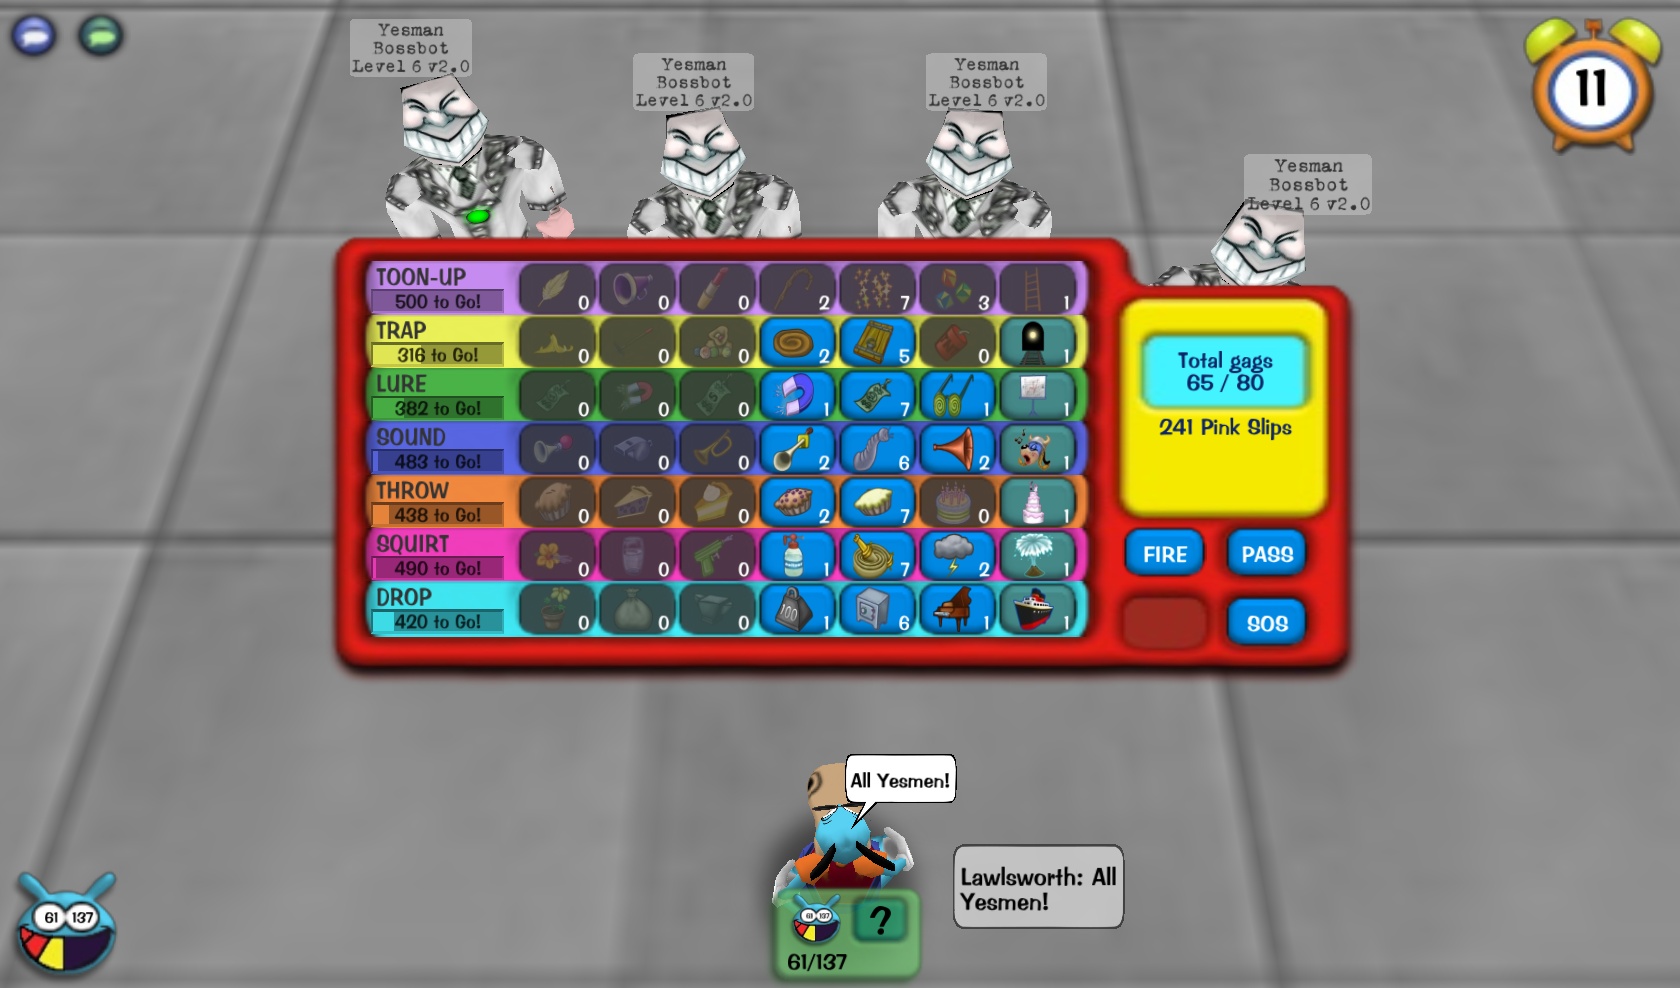 Yesman
Bossbot
Level 6 v2.0
Yesman
Bossbot
Level 6 v2.0
Yesman
Bossbot
Level 6 v2.0
Yesman
Bossbot
Level 6 v2.0
11
TOON-UP
500 to Go!
0 0 0 2 7 3 1
TRAP
316 to Go!
0 0 0 2 5 0 1
LURE
382 to Go!
0 0 0 1 7 1 1
SOUND
483 to Go!
0 0 0 2 6 2 1
THROW
438 to Go!
0 0 0 2 7 0 1
SQUIRT
490 to Go!
0 0 0 1 7 2 1
DROP
420 to Go!
0 0 0 1 6 1 1
100
Total gags
65 / 80
241 Pink Slips
FIRE
PASS
SOS
All Yesmen!
Lawlsworth: All
Yesmen!
61 137
61 137
?
61/137